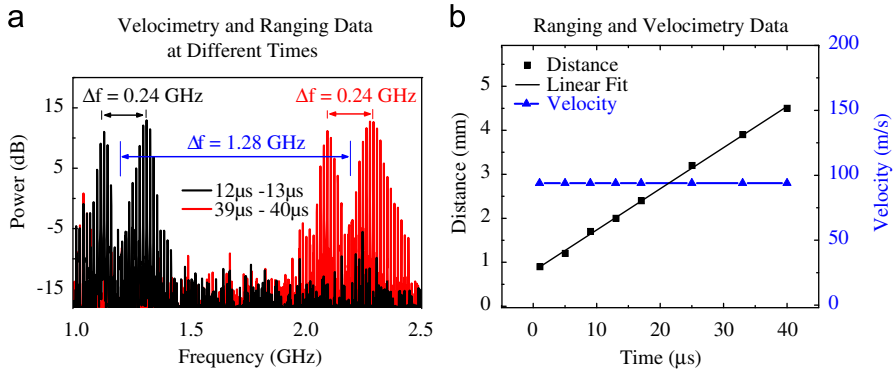 a
Velocimetry and Ranging Data
at Different Times
Δf = 0.24 GHz
Δf = 0.24 GHz
Δf = 1.28 GHz
12μs -13μs
39μs - 40μs
Power (dB)
15
5
-5
-15
1.0
1.5
2.0
2.5
Frequency (GHz)
b
Ranging and Velocimetry Data
Distance
Linear Fit
Velocity
Distance (mm)
5
4
3
2
1
0
0
10
20
30
40
Time (μs)
200
150
100
50
0
Velocity (m/s)